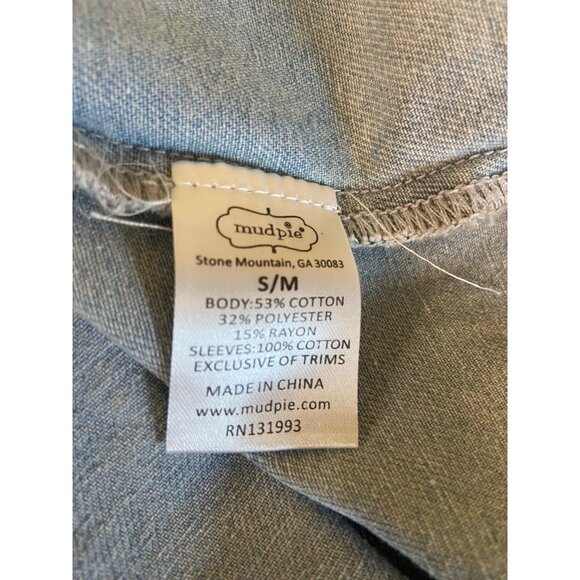 mudpie
Stone Mountain, GA 30083
S/M
BODY:53% COTTON
32% POLYESTER
15% RAYON
SLEEVES:100% COTTON
EXCLUSIVE OF TRIMS
MADE IN CHINA
www.mudpie.com
RN131993